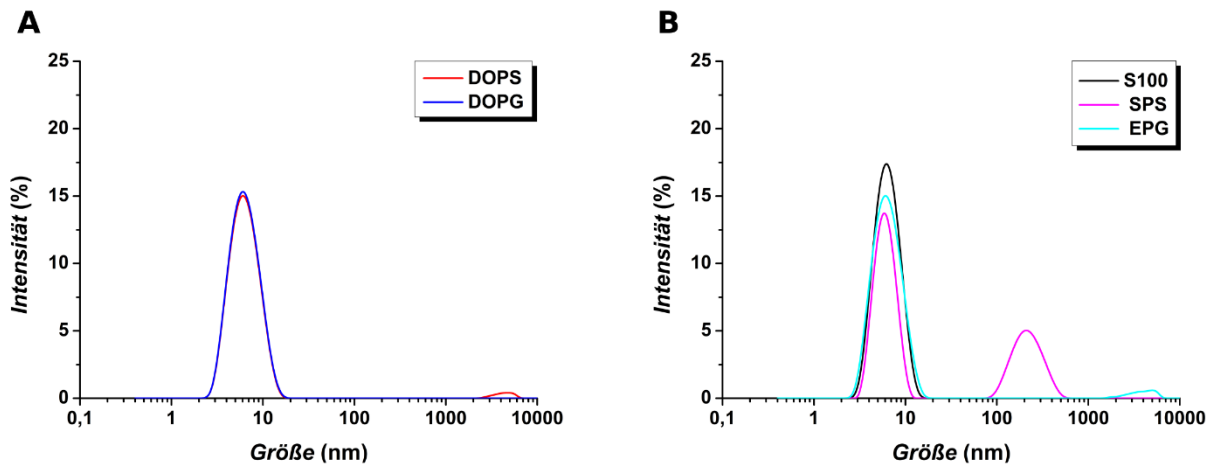 A
25
20
15
10
5
0
Intensität (%)
0,1 1 10 100 1000 10000
Größe (nm)
DOPS
DOPG
B
25
20
15
10
5
0
Intensität (%)
0,1 1 10 100 1000 10000
Größe (nm)
S100
SPS
EPG